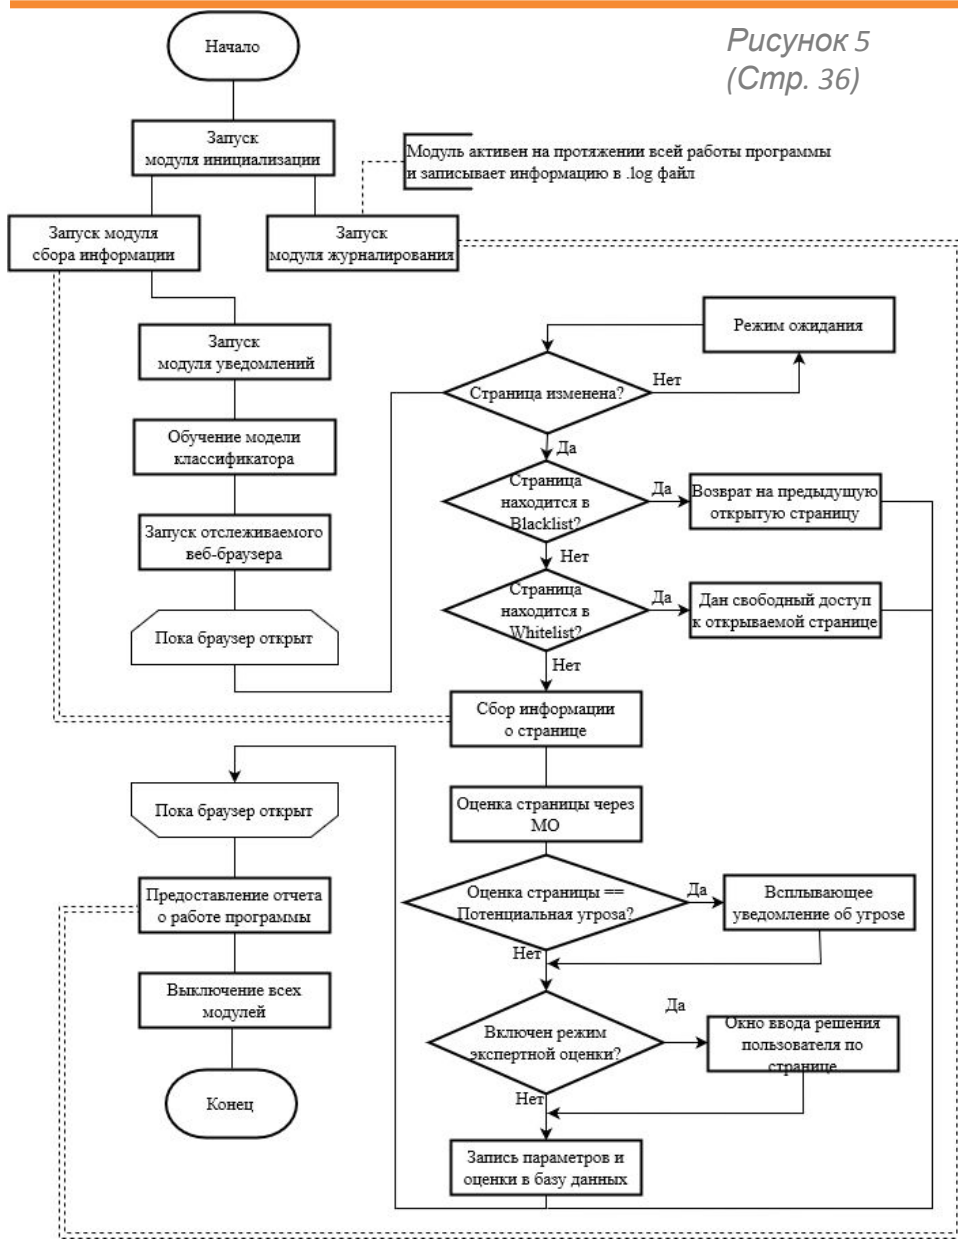 Рисунок 5
(Стр. 36)
Начало
Запуск
модуля инициализации
Модуль активен на протяжении всей работы программы
и записывает информацию в .log файл
Запуск модуля
сбора информации
Запуск
модуля журналирования
Запуск
модуля уведомлений
Обучение модели
классификатора
Запуск отслеживаемого
веб-браузера
Пока браузер открыт
Режим ожидания
Страница изменена?
Нет
Да
Страница
находится в
Blacklist?
Да
Возврат на предыдущую
открытую страницу
Нет
Страница
находится в
Whitelist?
Да
Дан свободный доступ
к открываемой странице
Нет
Сбор информации
о странице
Оценка страницы через
МО
Оценка страницы ==
Потенциальная угроза?
Да
Всплывающее
уведомление об угрозе
Нет
Включен режим
экспертной оценки?
Да
Окно ввода решения
пользователя по
странице
Нет
Запись параметров и
оценки в базу данных
Пока браузер открыт
Предоставление отчета
о работе программы
Выключение всех
модулей
Конец